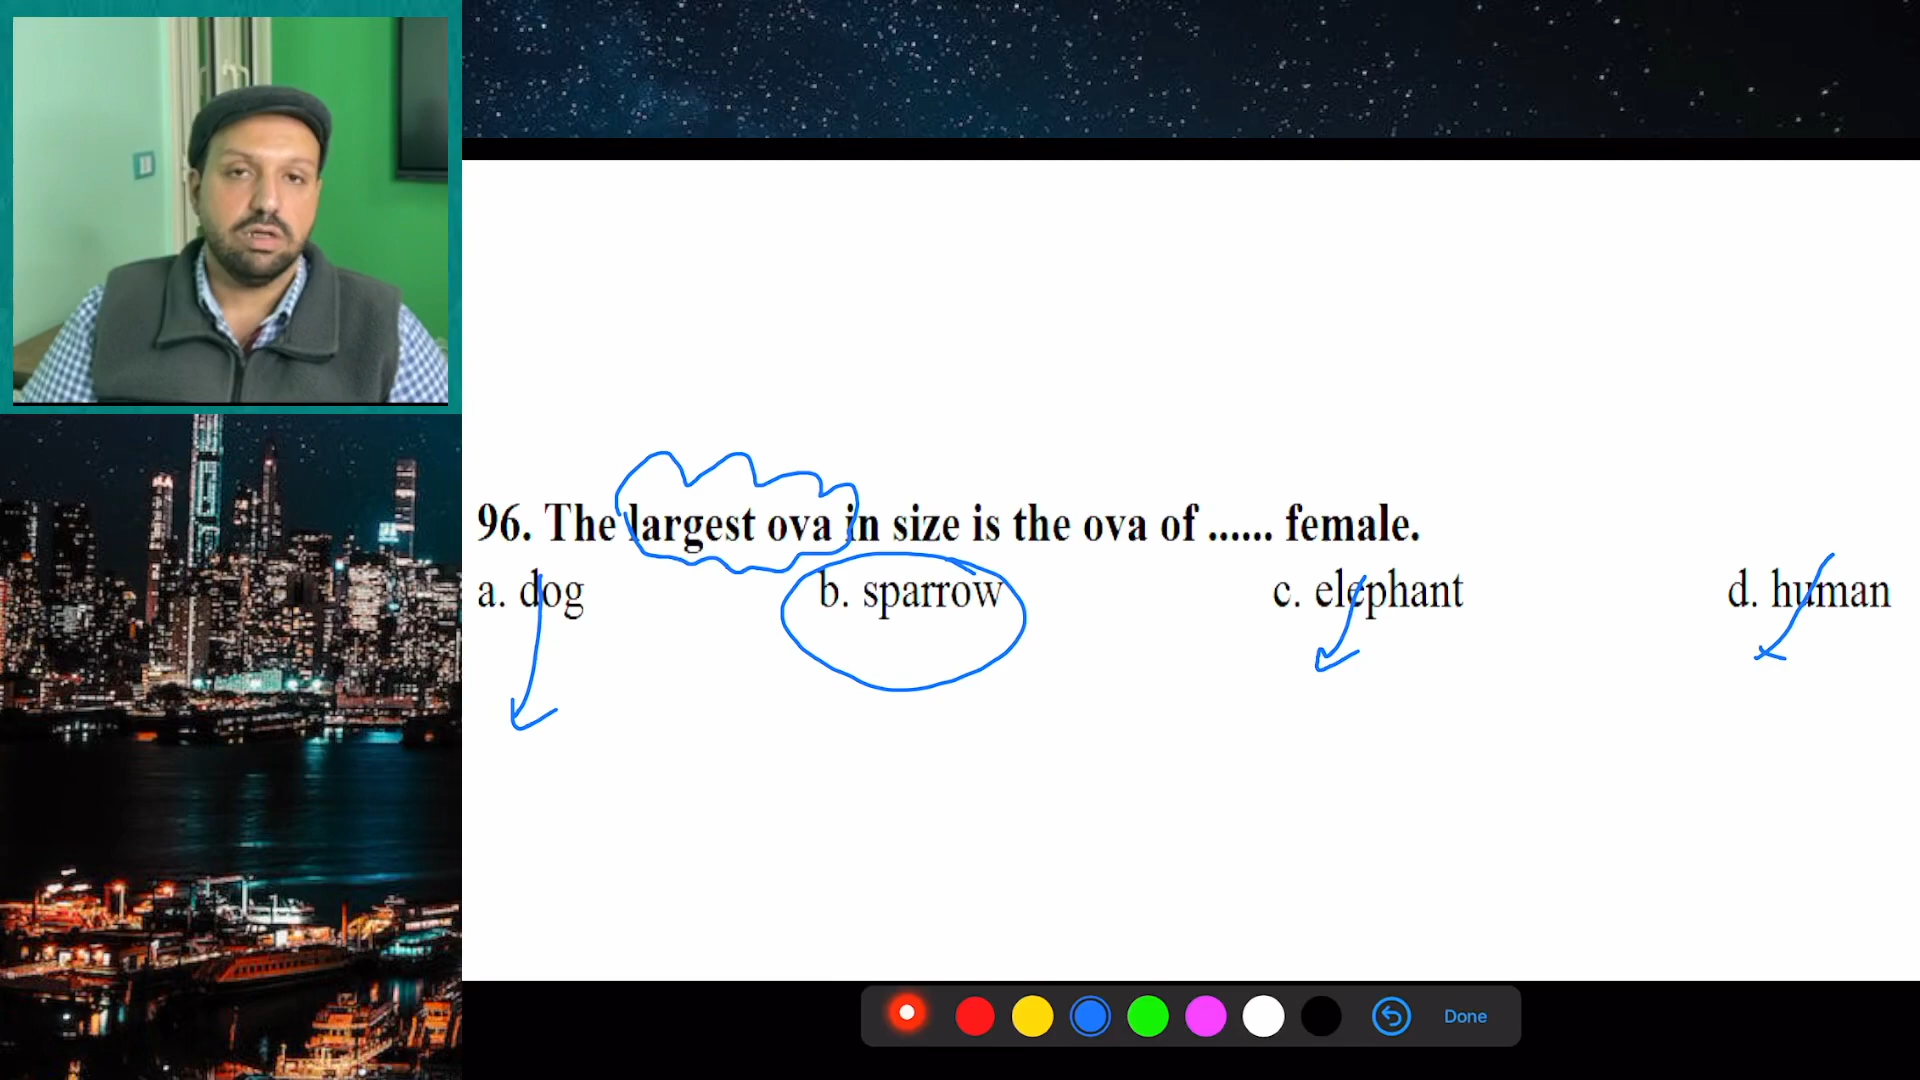 96. The largest ova in size is the ova of ...... female.
a. dog b. sparrow c. elephant d. human
Done